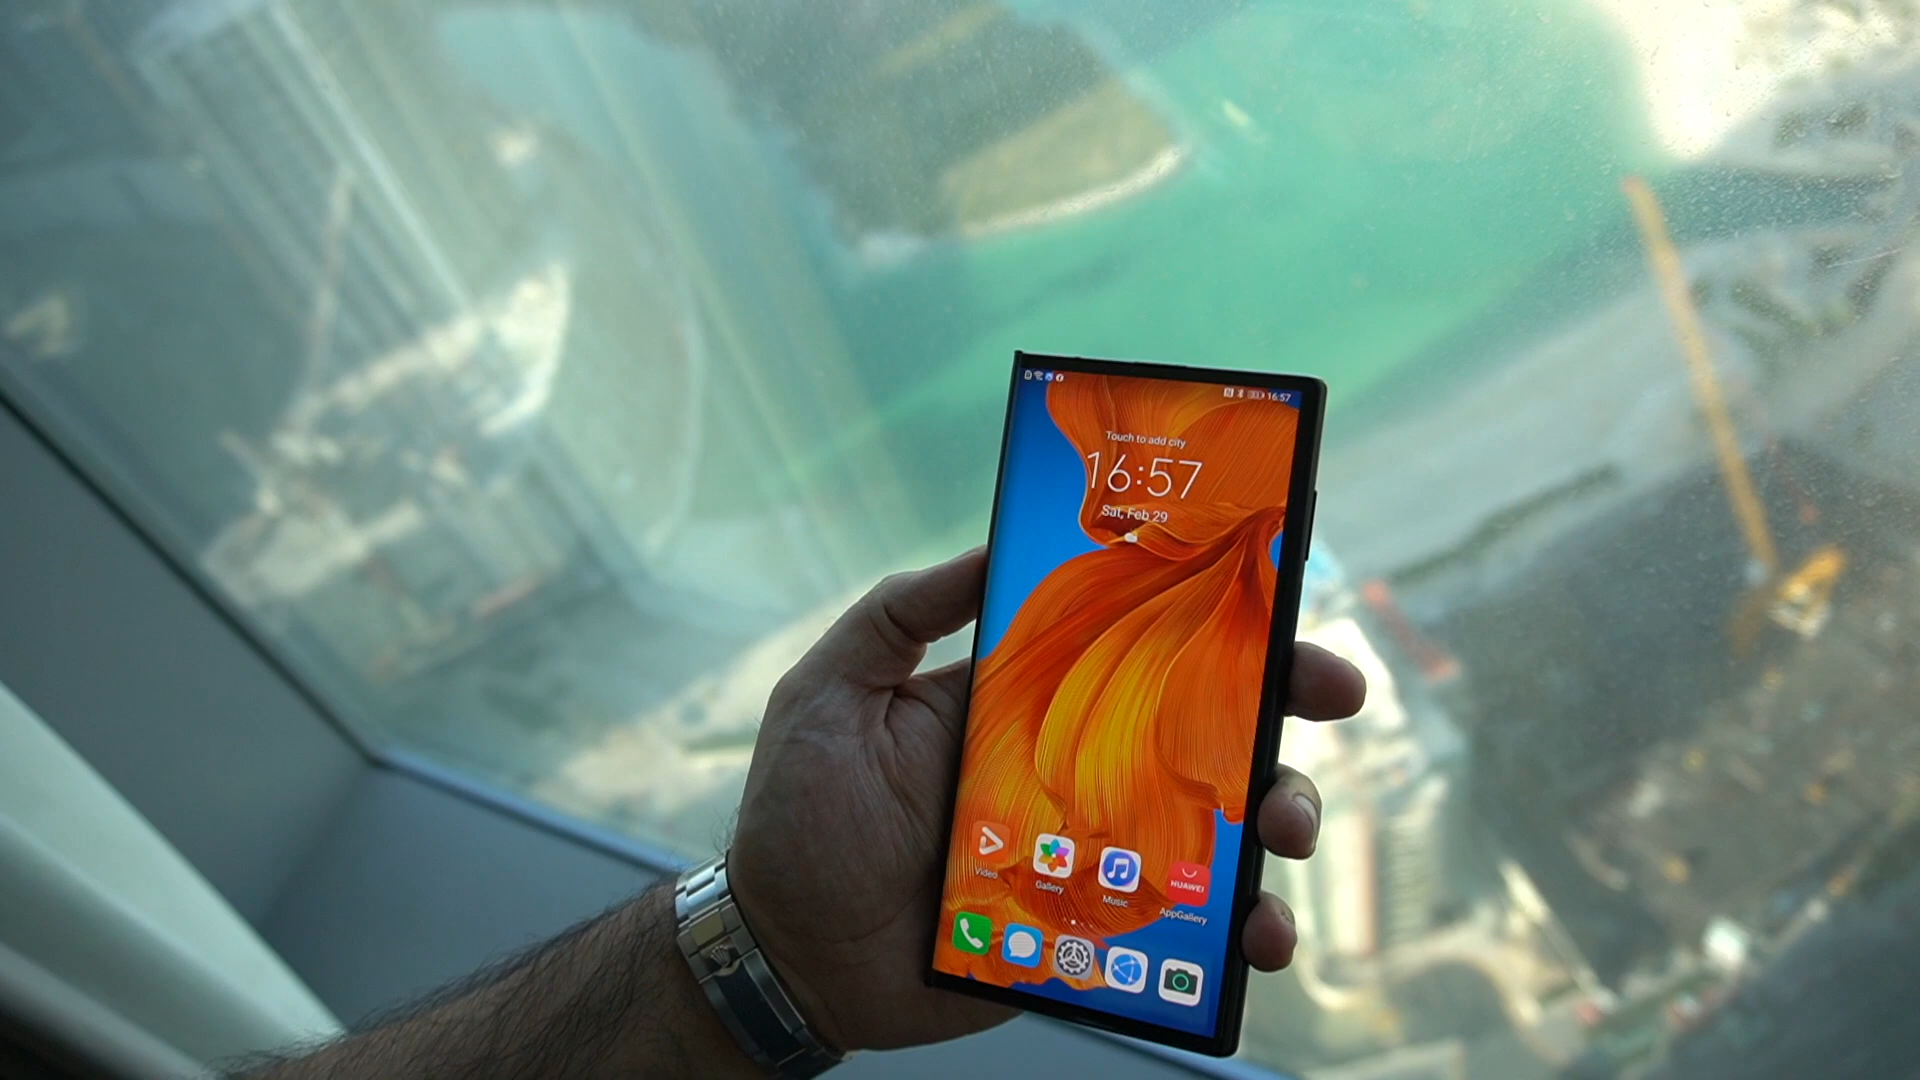 16:57
Touch to add city
16:57
Sat, Feb 29
Video
Gallery
Music
HUAWEI
AppGallery